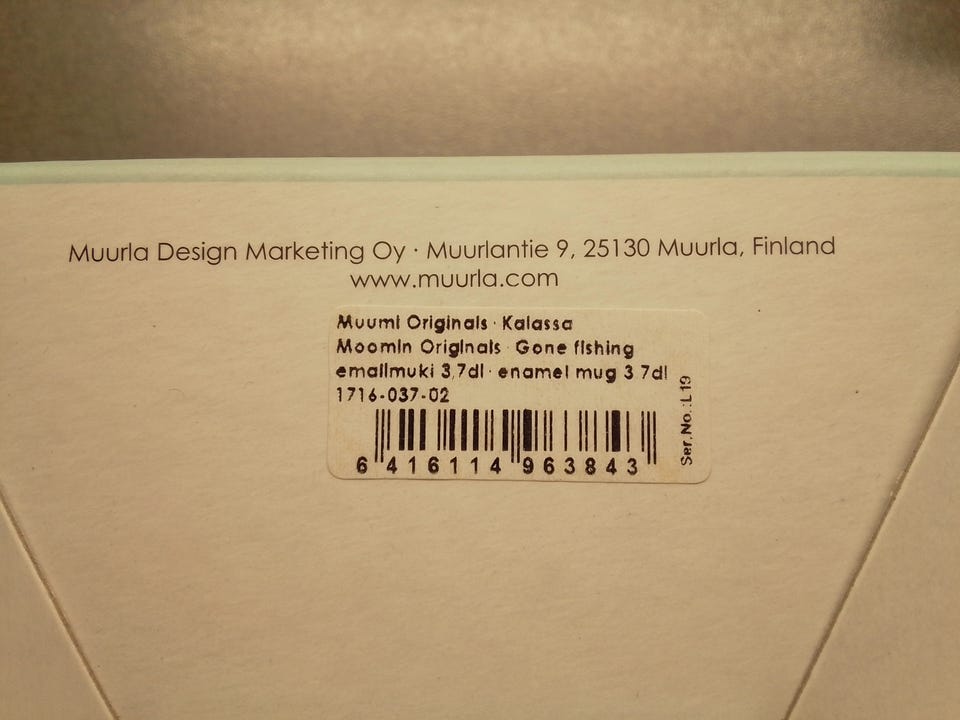 Muurla Design Marketing Oy · Muurlantie 9, 25130 Muurla, Finland
www.muurla.com
Muumi Originals · Kalassa
Moomin Originals · Gone fishing
emalimuki 3,7dl · enamel mug 3,7dl
1716-037-02
6 416114 963843
Ser.No.:L19